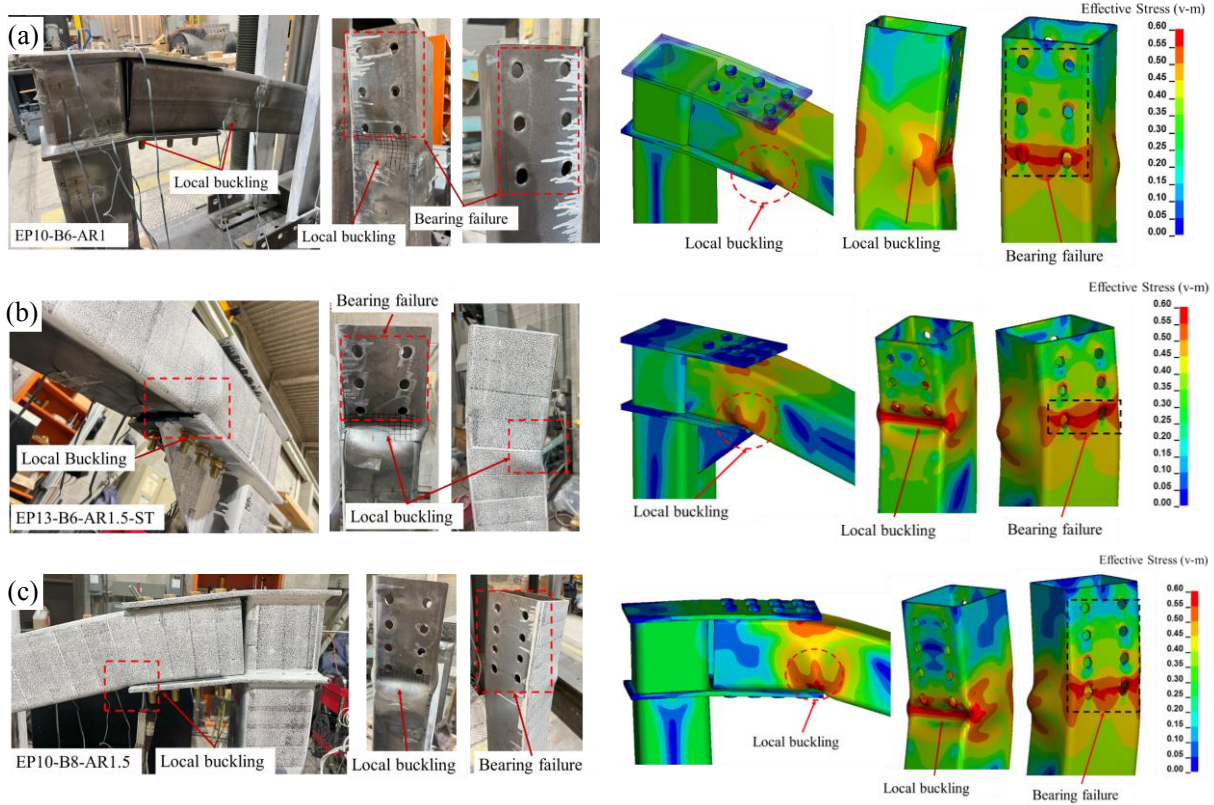 (a)
Local buckling
EP10-B6-AR1
Bearing failure
Local buckling
Local buckling
Local buckling
Bearing failure
Effective Stress (v-m)
0.60
0.55
0.50
0.45
0.40
0.35
0.30
0.25
0.20
0.15
0.10
0.05
0.00
(b)
Local Buckling
EP13-B6-AR1.5-ST
Bearing failure
Local buckling
Local buckling
Local buckling
Bearing failure
Effective Stress (v-m)
0.60
0.55
0.50
0.45
0.40
0.35
0.30
0.25
0.20
0.15
0.10
0.05
0.00
(c)
EP10-B8-AR1.5
Local buckling
Local buckling
Bearing failure
Local buckling
Local buckling
Bearing failure
Effective Stress (v-m)
0.60
0.55
0.50
0.45
0.40
0.35
0.30
0.25
0.20
0.15
0.10
0.05
0.00